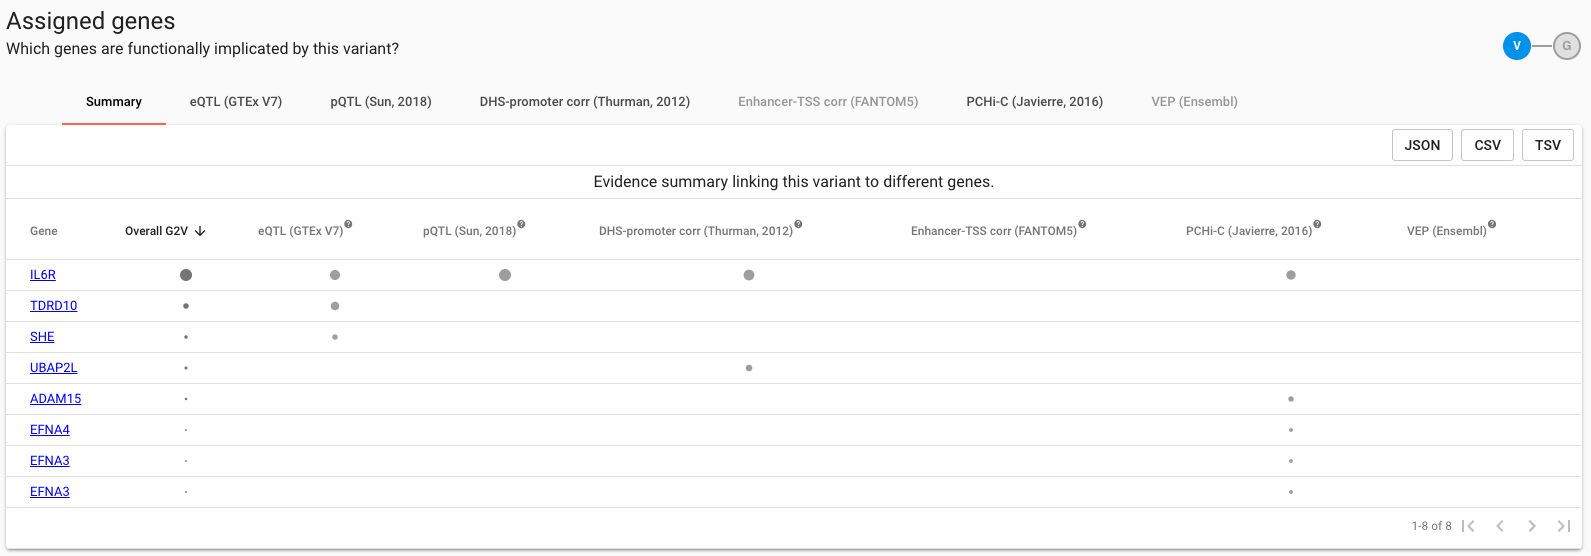 Assigned genes
Which genes are functionally implicated by this variant?
V G
Summary eQTL (GTEx V7) pQTL (Sun, 2018) DHS-promoter corr (Thurman, 2012) Enhancer-TSS corr (FANTOM5) PCHi-C (Javierre, 2016) VEP (Ensembl)
JSON CSV TSV
Evidence summary linking this variant to different genes.
Gene Overall G2V eQTL (GTEx V7) ? pQTL (Sun, 2018) ? DHS-promoter corr (Thurman, 2012) ? Enhancer-TSS corr (FANTOM5) ? PCHi-C (Javierre, 2016) ? VEP (Ensembl) ?
IL6R
TDRD10
SHE
UBAP2L
ADAM15
EFNA4
EFNA3
EFNA3
1-8 of 8